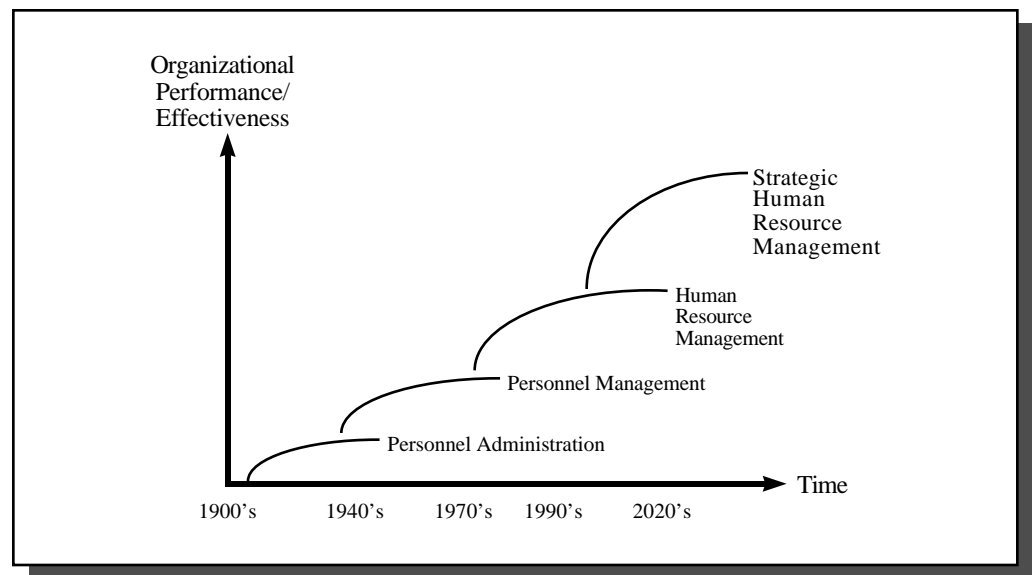 Organizational
Performance/
Effectiveness
Strategic
Human
Resource
Management
Human
Resource
Management
Personnel Management
Personnel Administration
Time
1900’s 1940’s 1970’s 1990’s 2020’s